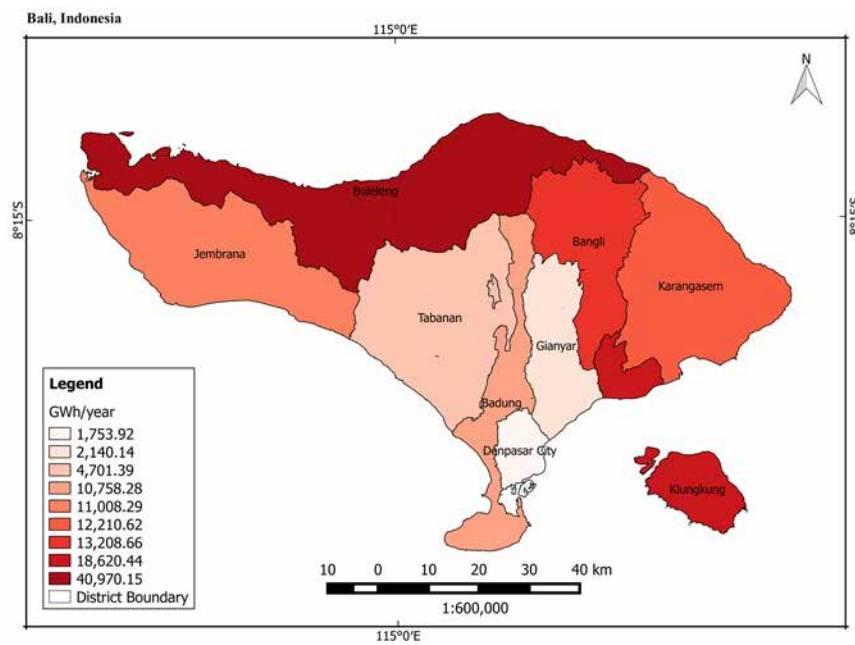 Bali, Indonesia
115°0′E
N
8°15′S
8°15′S
Buleleng
Bangli
Jembrana
Karangasem
Tabanan
Gianyar
Badung
Denpasar City
Klungkung
Legend
GWh/year
1,753.92
2,140.14
4,701.39
10,758.28
11,008.29
12,210.62
13,208.66
18,620.44
40,970.15
District Boundary
10 0 10 20 30 40 km
1:600,000
115°0′E